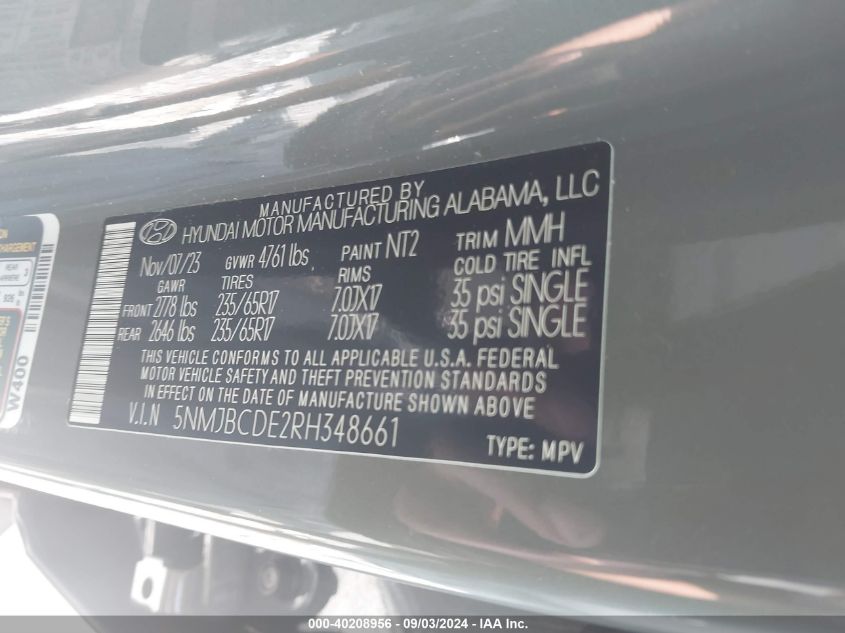 MANUFACTURED BY
HYUNDAI MOTOR MANUFACTURING ALABAMA, LLC
Nov/07/23 GVWR 4761 lbs PAINT NT2 TRIM MMH
GAWR TIRES RIMS COLD TIRE INFL
FRONT 2778 lbs 235/65R17 7.0JX17 35 psi SINGLE
REAR 2646 lbs 235/65R17 7.0JX17 35 psi SINGLE
THIS VEHICLE CONFORMS TO ALL APPLICABLE U.S.A. FEDERAL
MOTOR VEHICLE SAFETY AND THEFT PREVENTION STANDARDS
IN EFFECT ON THE DATE OF MANUFACTURE SHOWN ABOVE
V.I.N 5NMJBCDE2RH348661
TYPE: MPV
REAR
3
W400
000-40208956 - 09/03/2024 - IAA Inc.